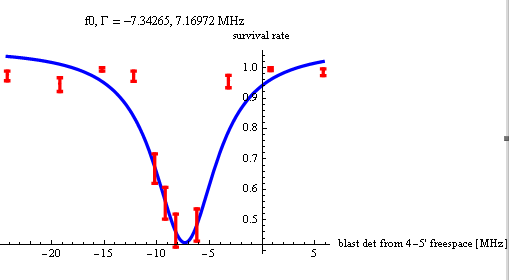 f0, Γ = −7.34265, 7.16972 MHz
survival rate
1.0
0.9
0.8
0.7
0.6
0.5
−20 −15 −10 −5 0 5
blast det from 4−5' freespace [MHz]